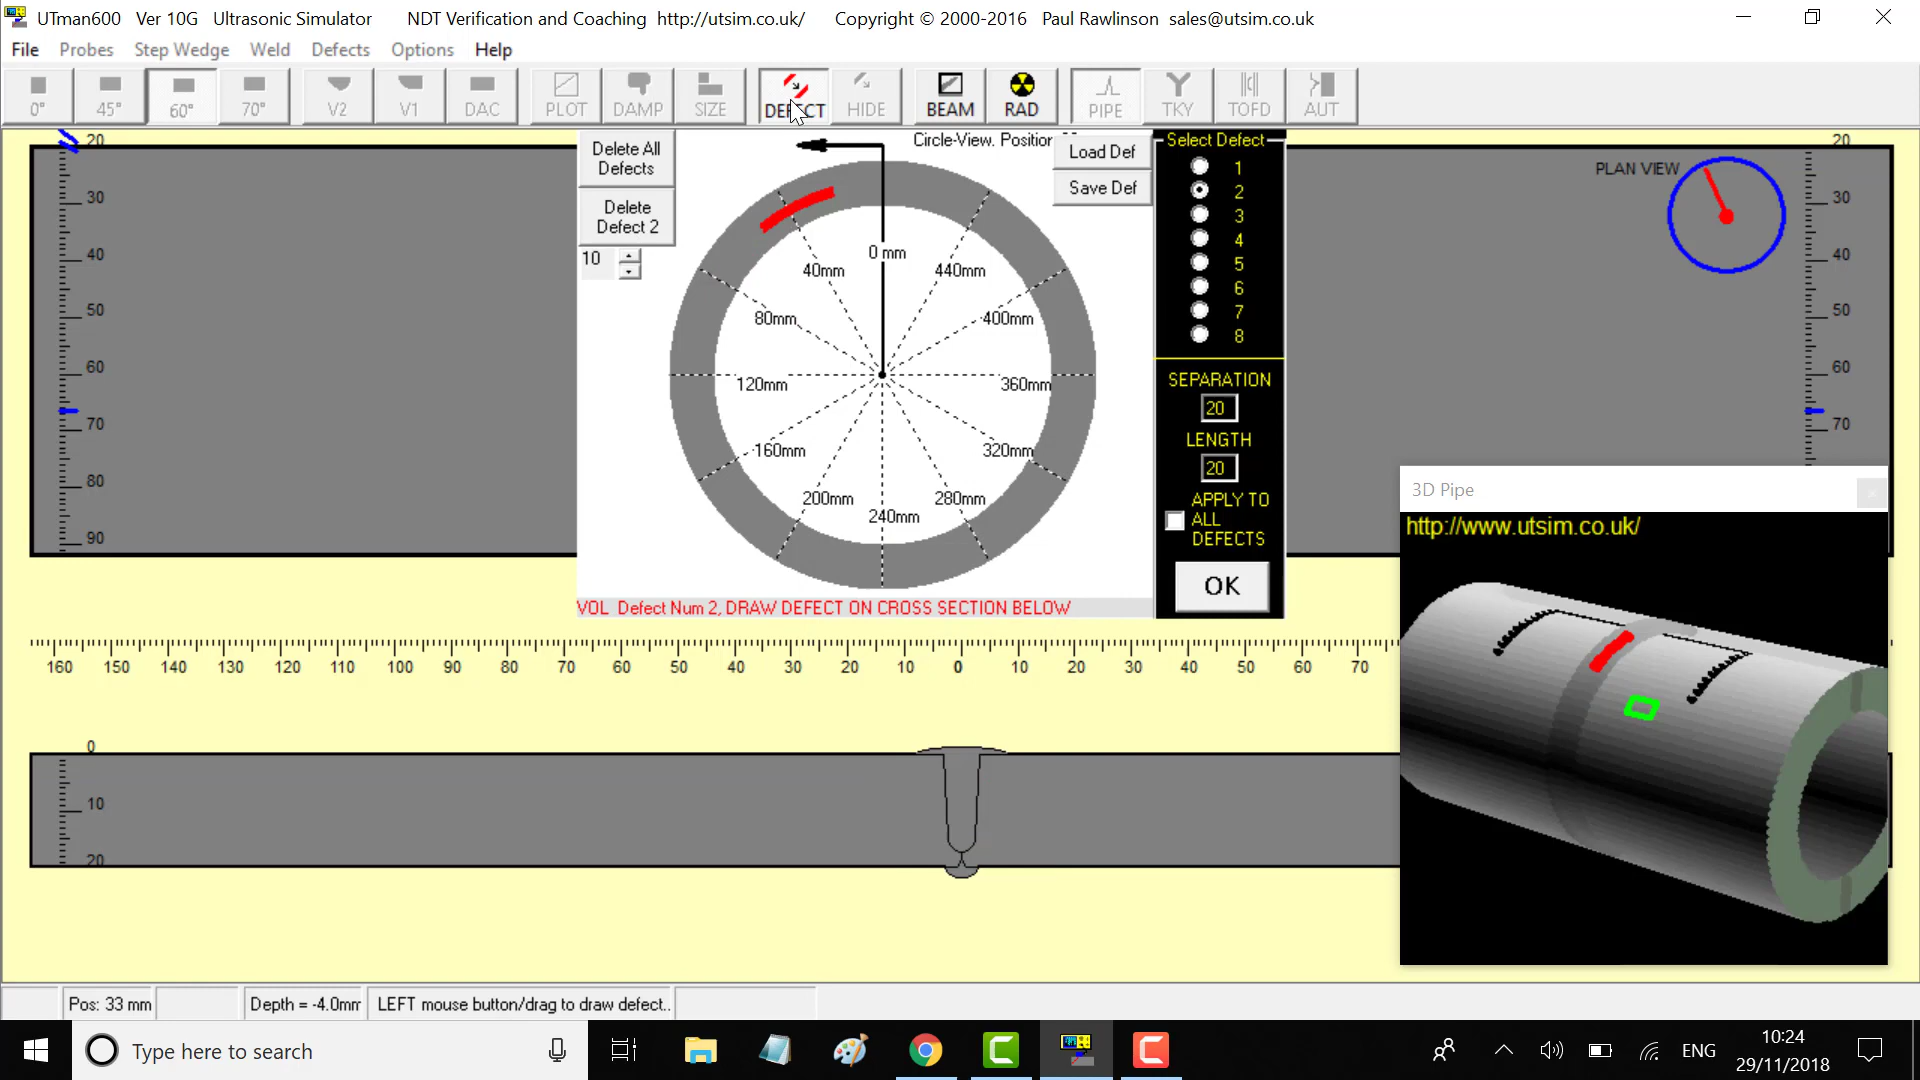 UTman600 Ver 10G Ultrasonic Simulator NDT Verification and Coaching http://utsim.co.uk/ Copyright © 2000-2016 Paul Rawlinson sales@utsim.co.uk
File Probes Step Wedge Weld Defects Options Help
0° 45° 60° 70° V2 V1 DAC PLOT DAMP SIZE DEFECT HIDE BEAM RAD PIPE TKY TOFD AUT
20
30
40
50
60
70
80
90
Delete All
Defects
Delete
Defect 2
10
Circle-View. Position
Load Def
Save Def
0 mm
40mm
440mm
80mm
400mm
120mm
360mm
160mm
320mm
200mm
280mm
240mm
VOL Defect Num 2, DRAW DEFECT ON CROSS SECTION BELOW
Select Defect
1
2
3
4
5
6
7
8
SEPARATION
20
LENGTH
20
APPLY TO
ALL
DEFECTS
OK
PLAN VIEW
20
30
40
50
60
70
3D Pipe
http://www.utsim.co.uk/
160 150 140 130 120 110 100 90 80 70 60 50 40 30 20 10 0 10 20 30 40 50 60 70
0
10
20
Pos: 33 mm Depth = -4.0mm LEFT mouse button/drag to draw defect..
Type here to search
ENG
10:24
29/11/2018